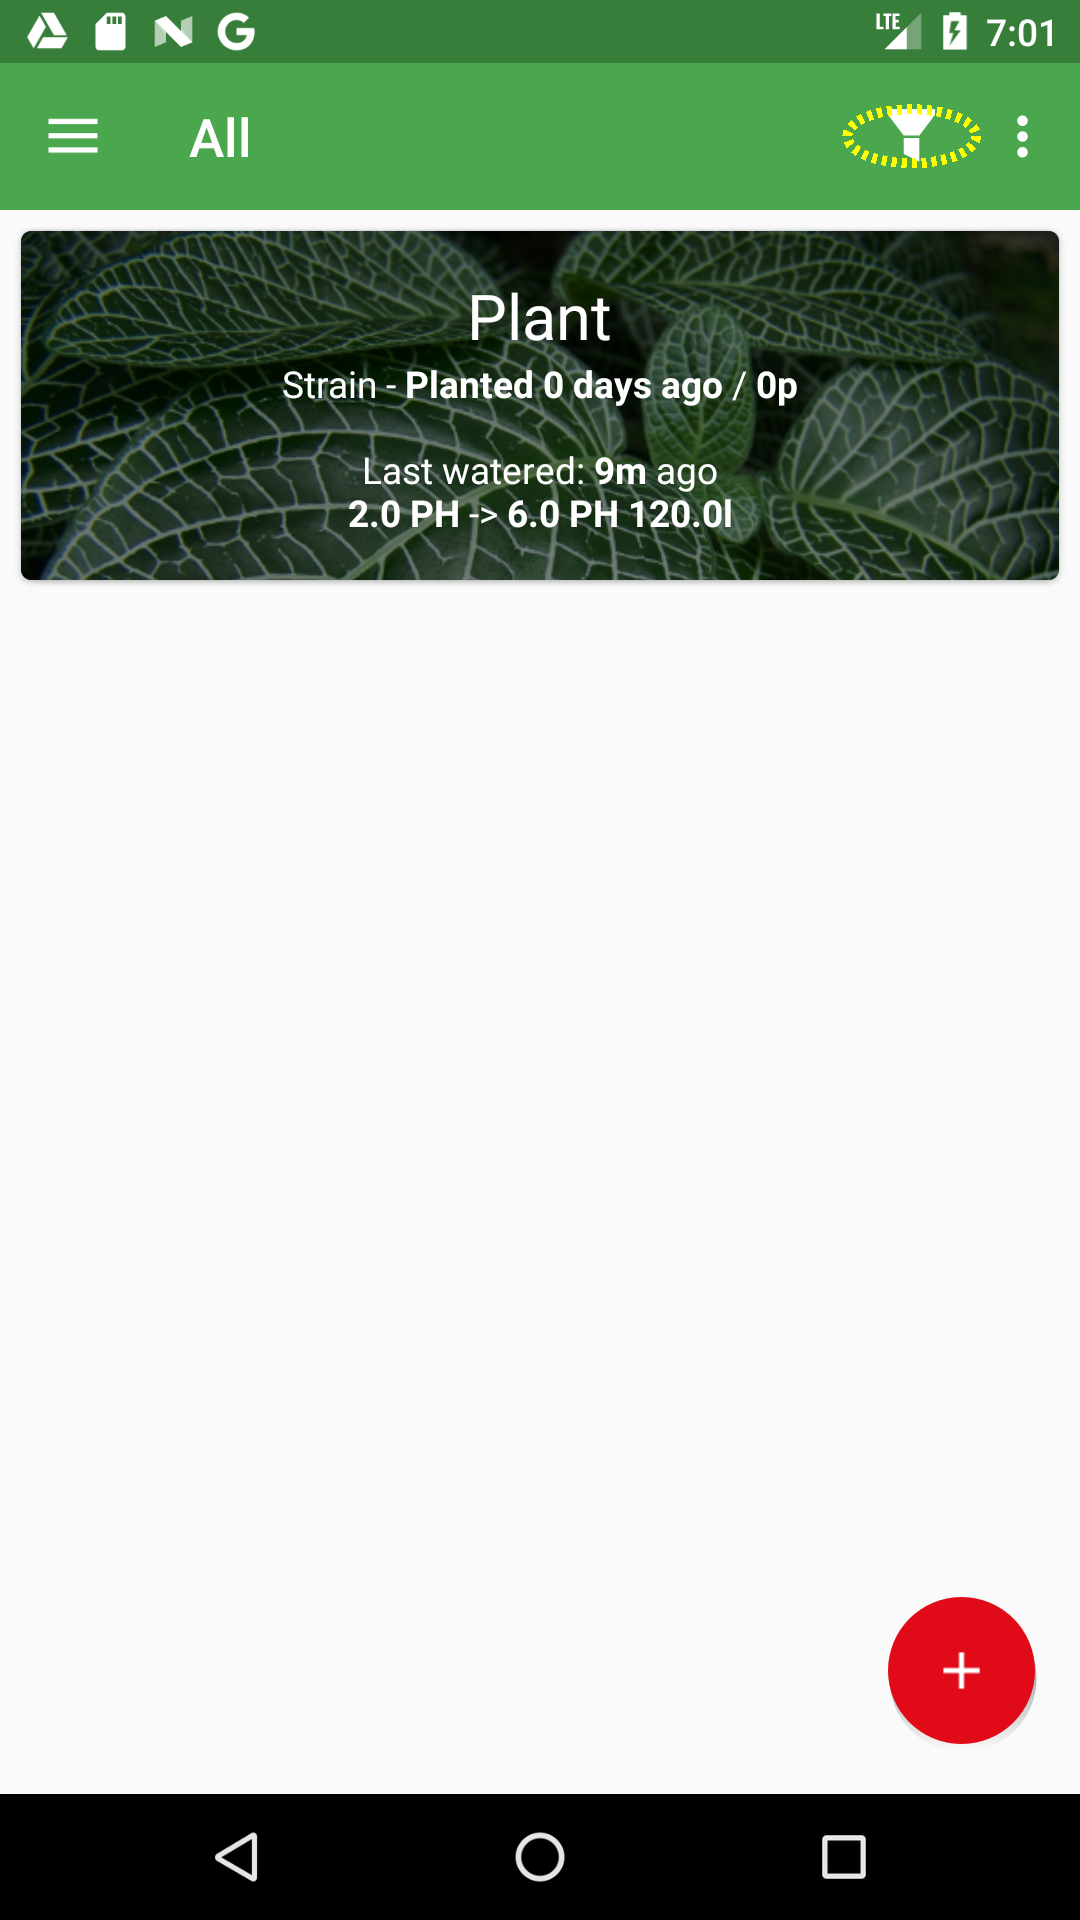 LTE 7:01
All
Plant
Strain - Planted 0 days ago / 0p
Last watered: 9m ago
2.0 PH -> 6.0 PH 120.0l